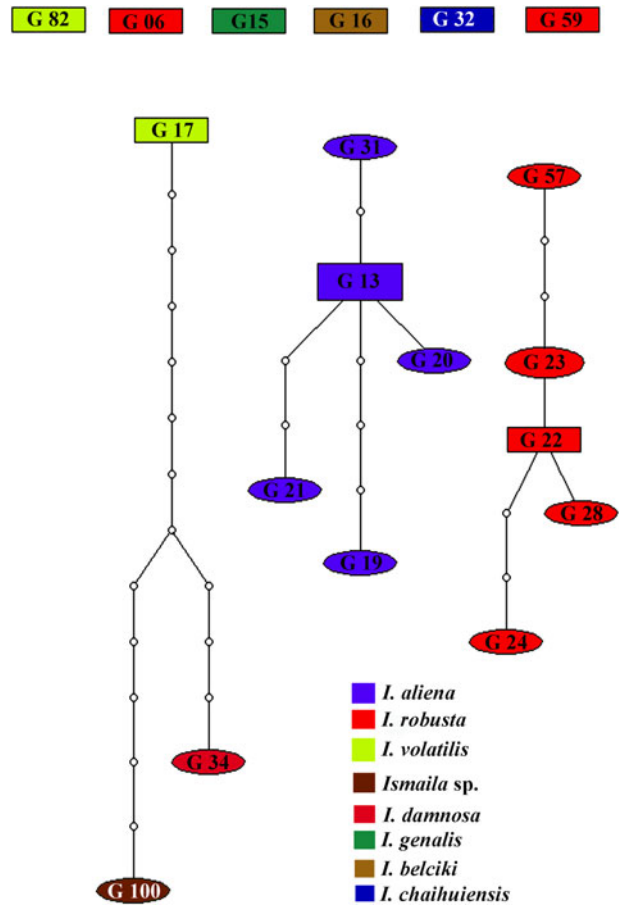 G 82
G 06
G15
G 16
G 32
G 59
G 17
G 31
G 57
G 13
G 20
G 23
G 22
G 21
G 28
G 19
G 24
G 34
G 100
I. aliena
I. robusta
I. volatilis
Ismaila sp.
I. damnosa
I. genalis
I. belciki
I. chaihuiensis